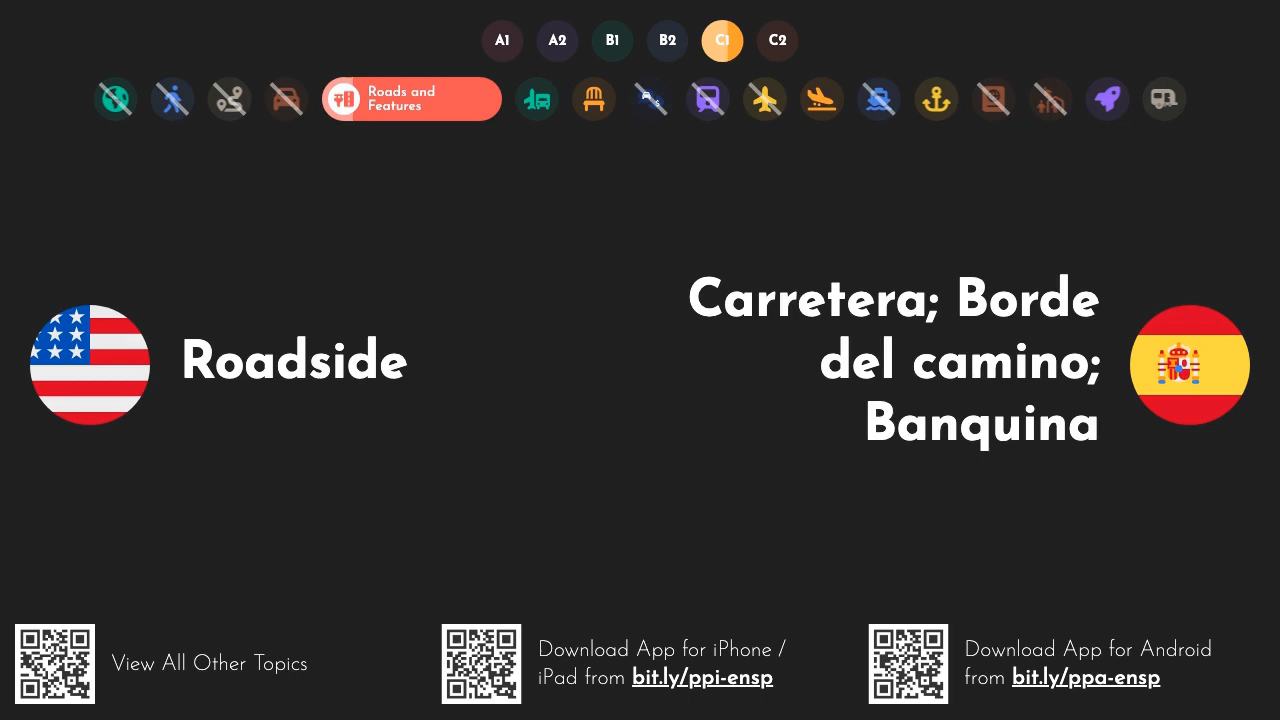 A1 A2 B1 B2 C1 C2
Roads and
Features
Roadside
Carretera; Borde
del camino;
Banquina
View All Other Topics
Download App for iPhone /
iPad from bit.ly/ppi-ensp
Download App for Android
from bit.ly/ppa-ensp